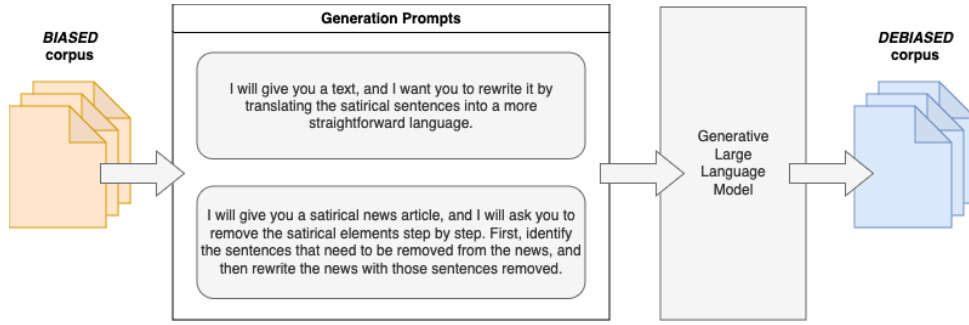 BIASED
corpus
Generation Prompts
I will give you a text, and I want you to rewrite it by
translating the satirical sentences into a more
straightforward language.
I will give you a satirical news article, and I will ask you to
remove the satirical elements step by step. First, identify
the sentences that need to be removed from the news, and
then rewrite the news with those sentences removed.
Generative
Large
Language
Model
DEBIASED
corpus